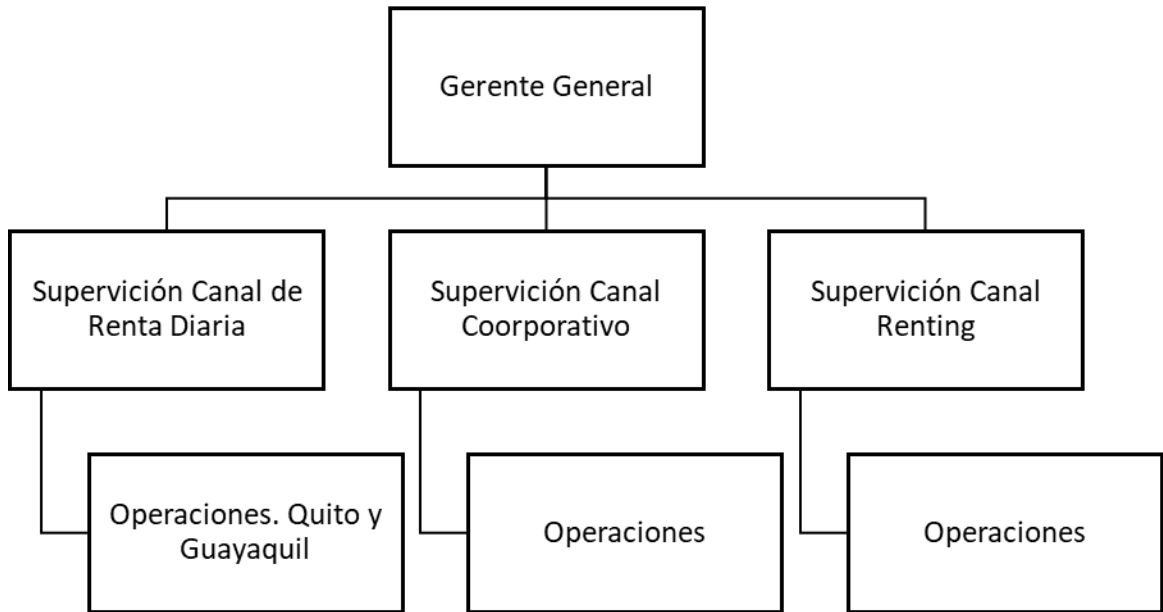 Gerente General
Supervición Canal de
Renta Diaria
Supervición Canal
Coorporativo
Supervición Canal
Renting
Operaciones. Quito y
Guayaquil
Operaciones
Operaciones